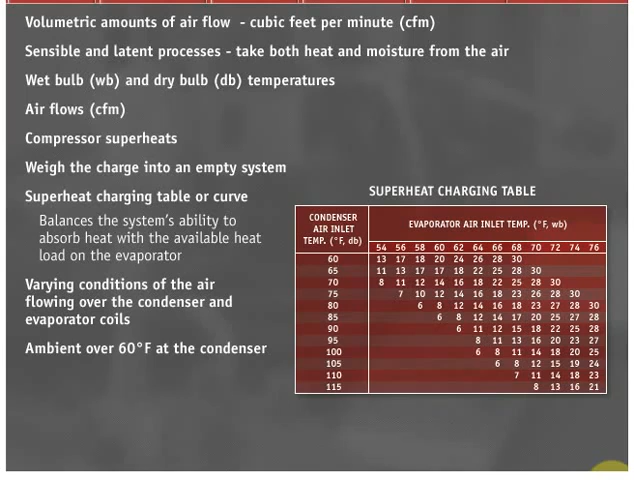 Volumetric amounts of air flow - cubic feet per minute (cfm)
Sensible and latent processes - take both heat and moisture from the air
Wet bulb (wb) and dry bulb (db) temperatures
Air flows (cfm)
Compressor superheats
Weigh the charge into an empty system
Superheat charging table or curve
Balances the system's ability to
absorb heat with the available heat
load on the evaporator
Varying conditions of the air
flowing over the condenser and
evaporator coils
Ambient over 60°F at the condenser
SUPERHEAT CHARGING TABLE
CONDENSER
AIR INLET
TEMP. (°F, db)
EVAPORATOR AIR INLET TEMP. (°F, wb)
54 56 58 60 62 64 66 68 70 72 74 76
60 13 17 18 20 24 26 28 30
65 11 13 17 17 18 22 25 28 30
70 8 11 12 14 16 18 22 25 28 30
75 7 10 12 14 16 18 23 26 28 30
80 6 8 12 14 16 18 23 27 28 30
85 6 8 12 14 17 20 25 27 28
90 6 11 12 15 18 22 25 28
95 8 11 13 16 20 23 27
100 6 8 11 14 18 20 25
105 6 8 12 15 19 24
110 7 11 14 18 23
115 8 13 16 21